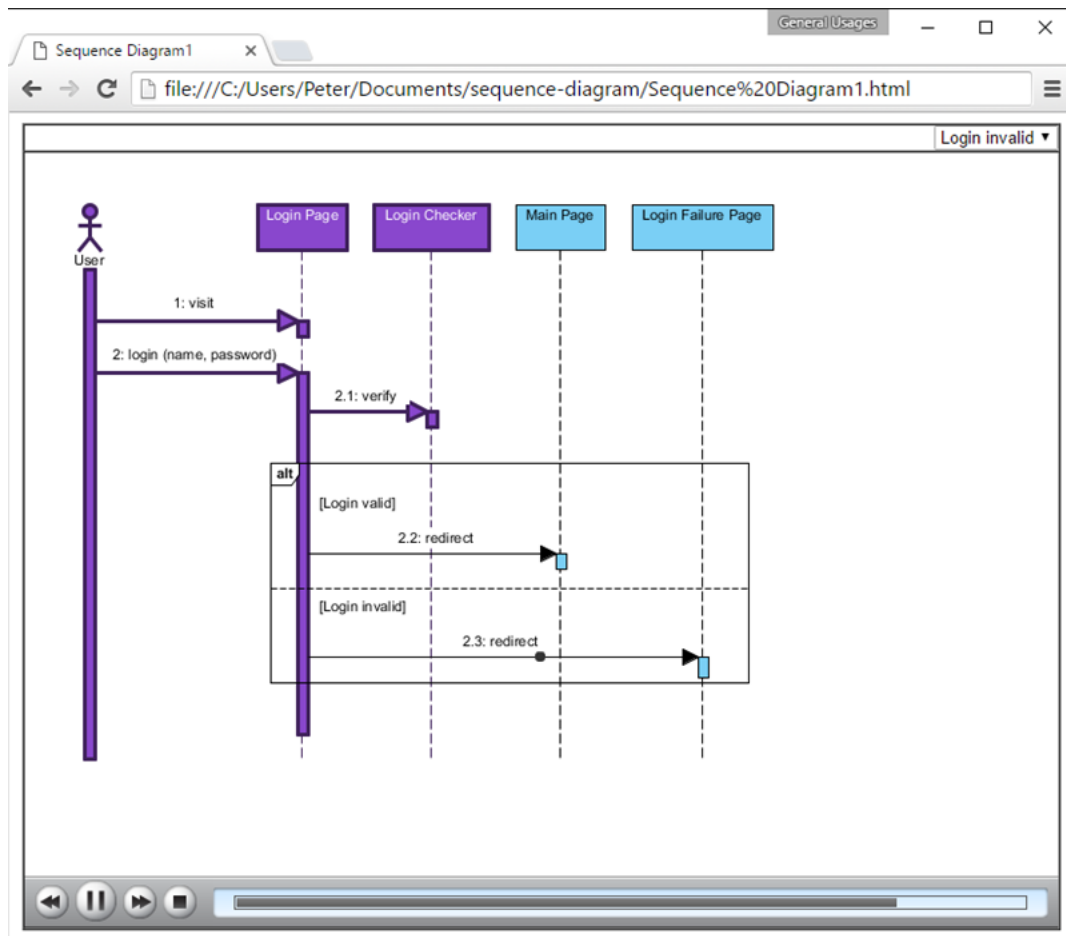 General Usages
Sequence Diagram1
file:///C:/Users/Peter/Documents/sequence-diagram/Sequence%20Diagram1.html
Login invalid
User
Login Page
Login Checker
Main Page
Login Failure Page
1: visit
2: login (name, password)
2.1: verify
alt
[Login valid]
2.2: redirect
[Login invalid]
2.3: redirect